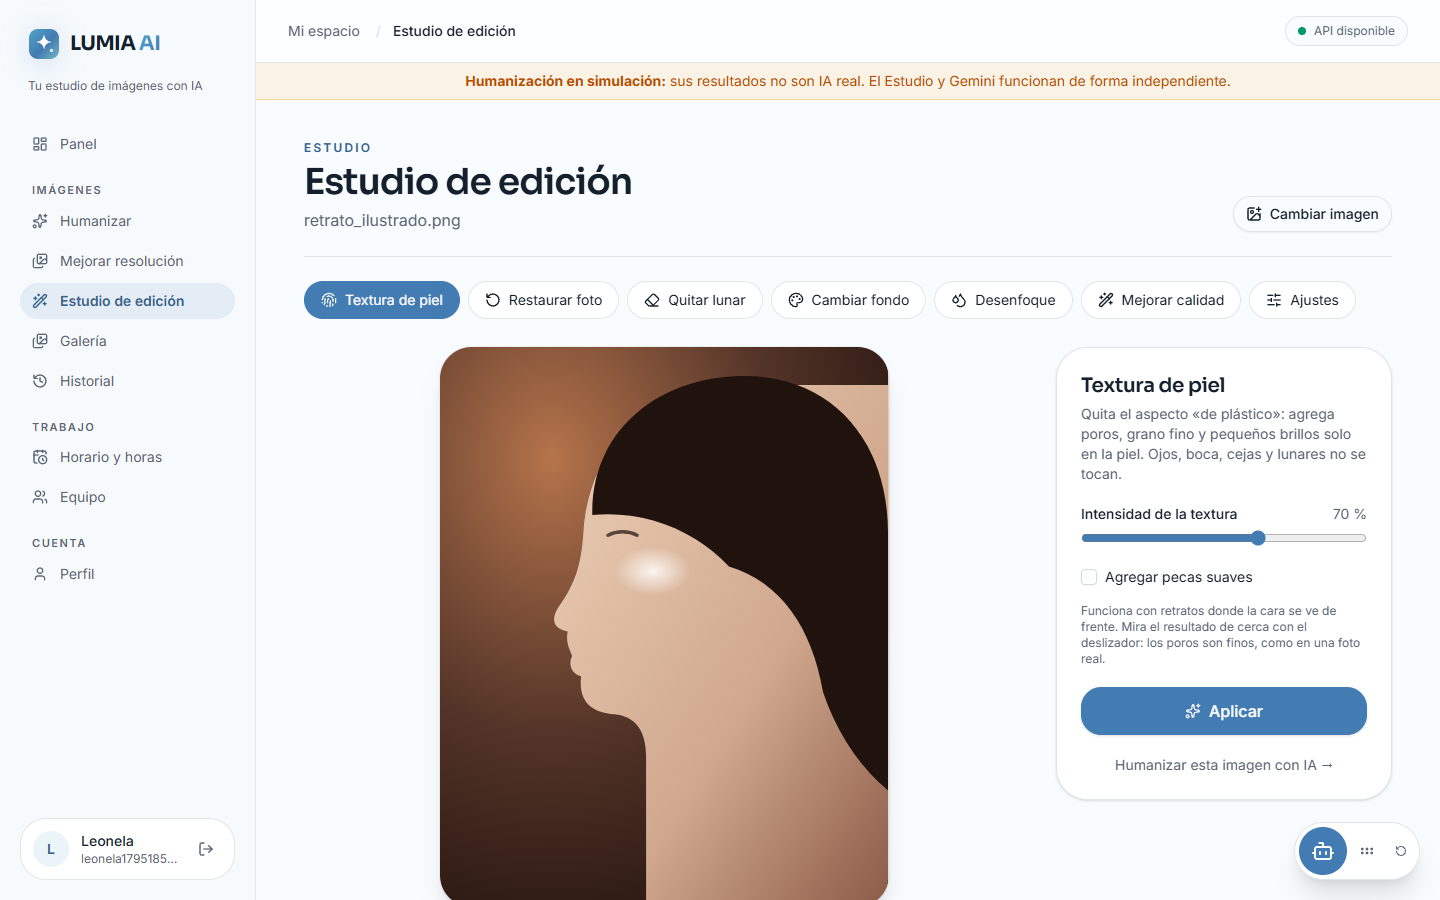 LUMIA AI
Tu estudio de imágenes con IA
Panel
IMÁGENES
Humanizar
Mejorar resolución
Estudio de edición
Galería
Historial
TRABAJO
Horario y horas
Equipo
CUENTA
Perfil
L
Leonela
leonela1795185...
Mi espacio / Estudio de edición
API disponible
Humanización en simulación: sus resultados no son IA real. El Estudio y Gemini funcionan de forma independiente.
ESTUDIO
Estudio de edición
retrato_ilustrado.png
Cambiar imagen
Textura de piel
Restaurar foto
Quitar lunar
Cambiar fondo
Desenfoque
Mejorar calidad
Ajustes
Textura de piel
Quita el aspecto «de plástico»: agrega
poros, grano fino y pequeños brillos solo
en la piel. Ojos, boca, cejas y lunares no se
tocan.
Intensidad de la textura 70 %
Agregar pecas suaves
Funciona con retratos donde la cara se ve de
frente. Mira el resultado de cerca con el
deslizador: los poros son finos, como en una foto
real.
Aplicar
Humanizar esta imagen con IA →